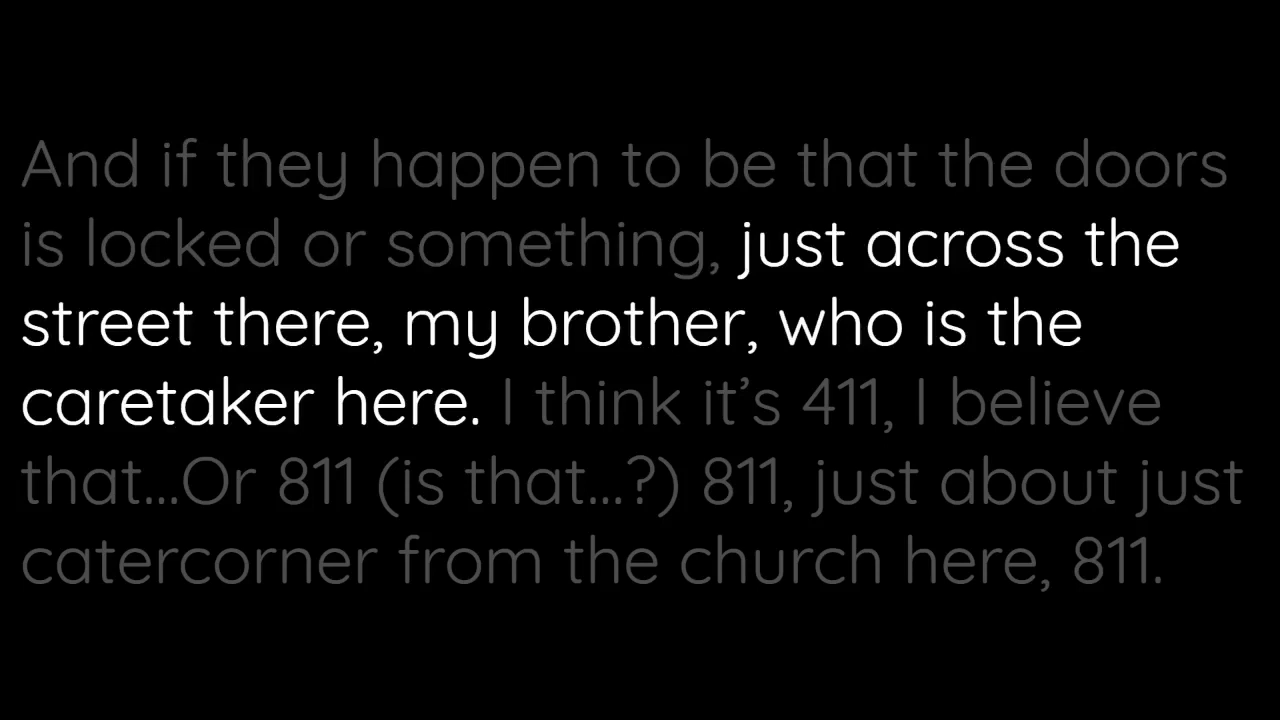 And if they happen to be that the doors
is locked or something, just across the
street there, my brother, who is the
caretaker here. I think it’s 411, I believe
that...Or 811 (is that...?) 811, just about just
catercorner from the church here, 811.